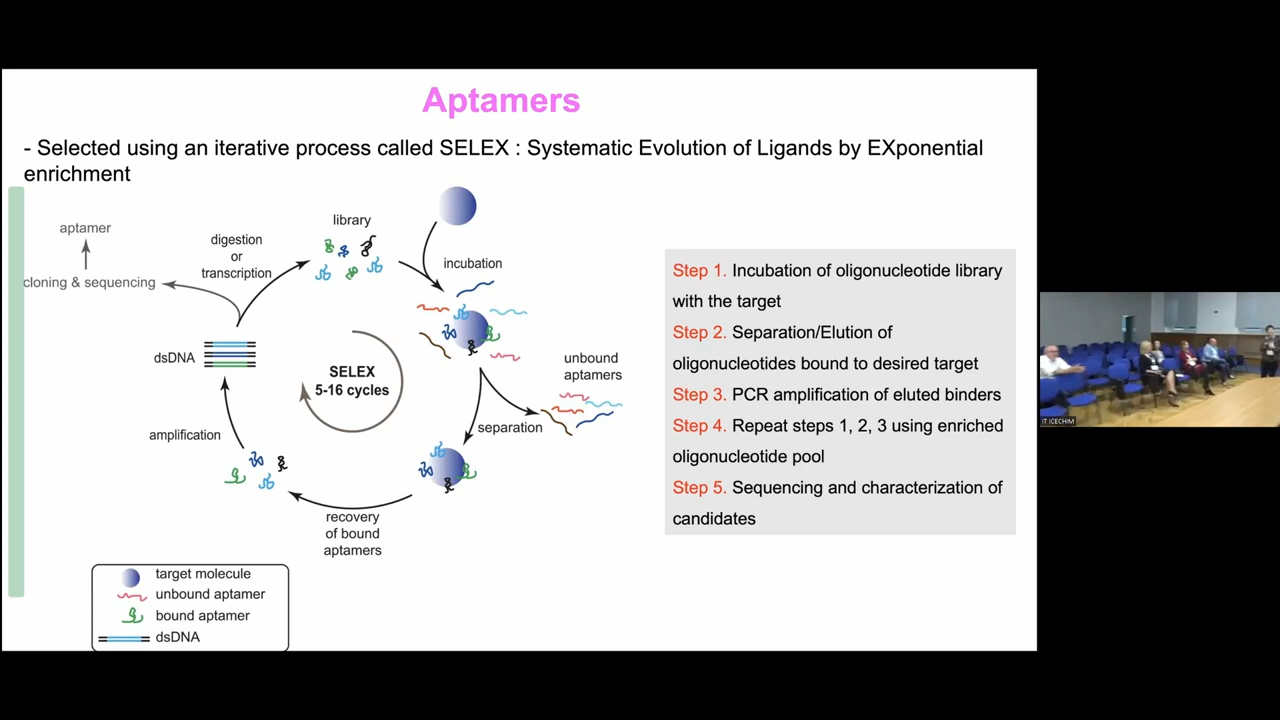 Aptamers
- Selected using an iterative process called SELEX : Systematic Evolution of Ligands by EXponential
enrichment
library
aptamer
digestion
or
transcription
incubation
cloning & sequencing
dsDNA
SELEX
5-16 cycles
unbound
aptamers
amplification
separation
recovery
of bound
aptamers
target molecule
unbound aptamer
bound aptamer
dsDNA
Step 1. Incubation of oligonucleotide library
with the target
Step 2. Separation/Elution of
oligonucleotides bound to desired target
Step 3. PCR amplification of eluted binders
Step 4. Repeat steps 1, 2, 3 using enriched
oligonucleotide pool
Step 5. Sequencing and characterization of
candidates
IT ICECHIM